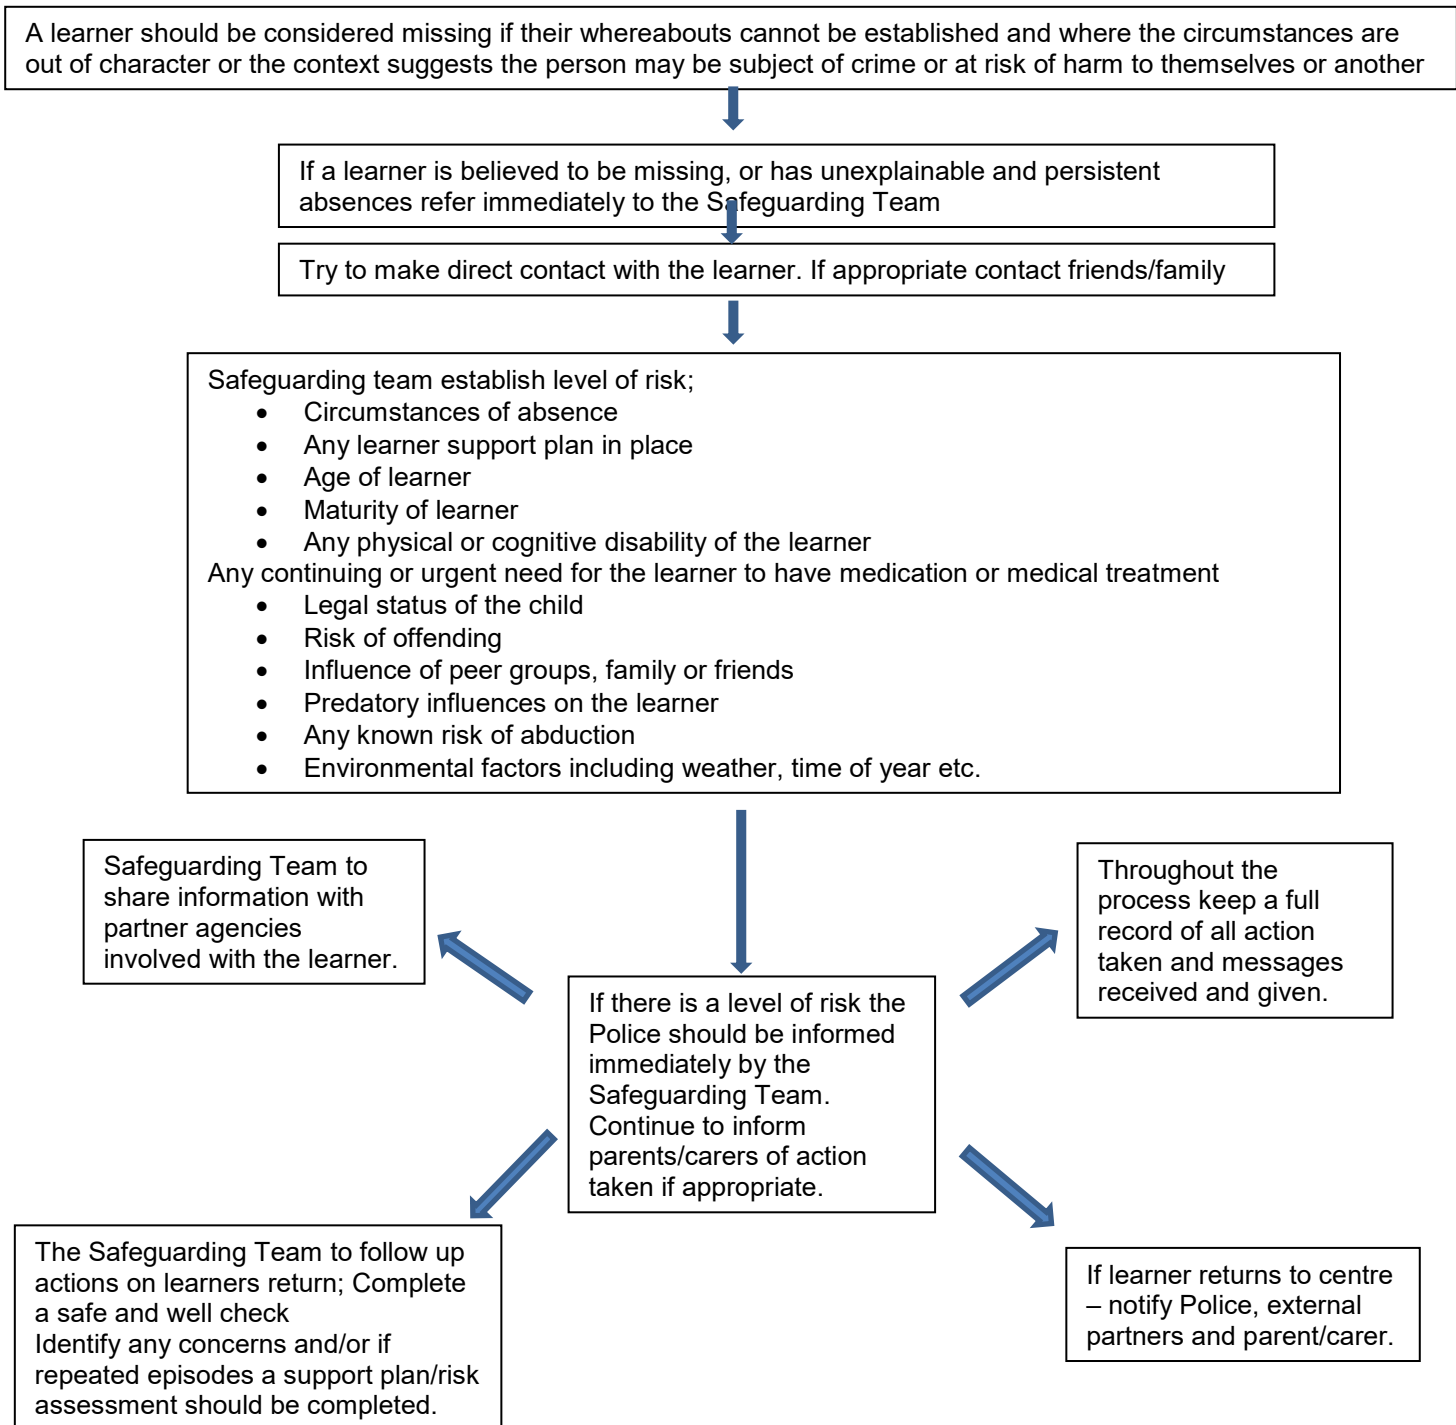 A learner should be considered missing if their whereabouts cannot be established and where the circumstances are
out of character or the context suggests the person may be subject of crime or at risk of harm to themselves or another
If a learner is believed to be missing, or has unexplainable and persistent
absences refer immediately to the Safeguarding Team
Try to make direct contact with the learner. If appropriate contact friends/family
Safeguarding team establish level of risk;
• Circumstances of absence
• Any learner support plan in place
• Age of learner
• Maturity of learner
• Any physical or cognitive disability of the learner
Any continuing or urgent need for the learner to have medication or medical treatment
• Legal status of the child
• Risk of offending
• Influence of peer groups, family or friends
• Predatory influences on the learner
• Any known risk of abduction
• Environmental factors including weather, time of year etc.
Safeguarding Team to
share information with
partner agencies
involved with the learner.
Throughout the
process keep a full
record of all action
taken and messages
received and given.
If there is a level of risk the
Police should be informed
immediately by the
Safeguarding Team.
Continue to inform
parents/carers of action
taken if appropriate.
The Safeguarding Team to follow up
actions on learners return; Complete
a safe and well check
Identify any concerns and/or if
repeated episodes a support plan/risk
assessment should be completed.
If learner returns to centre
– notify Police, external
partners and parent/carer.